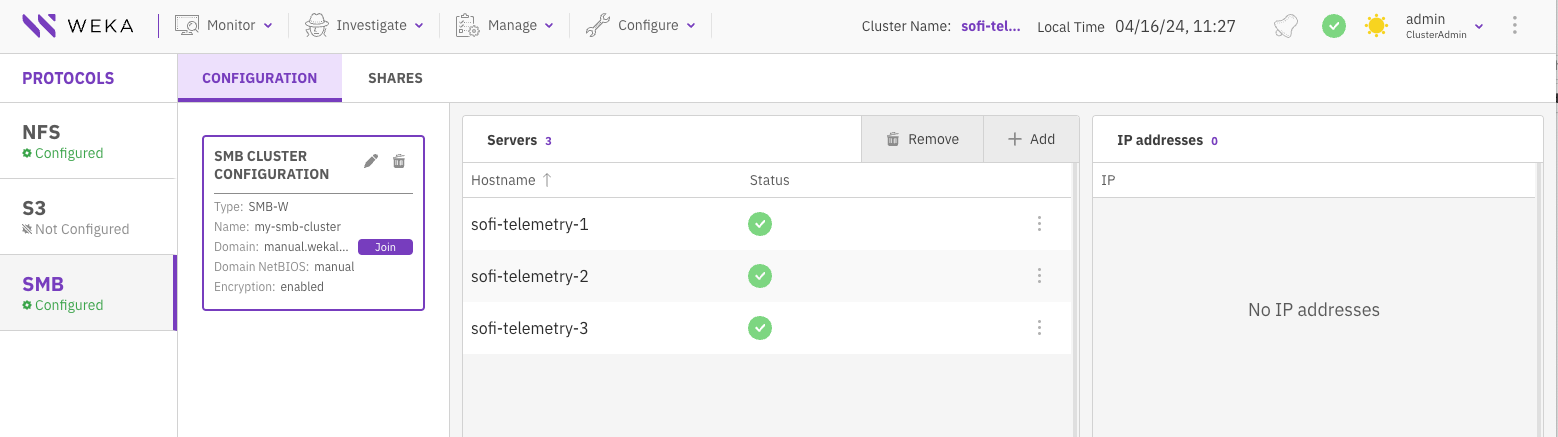 WEKA
Monitor
Investigate
Manage
Configure
Cluster Name: sofi-tel...
Local Time 04/16/24, 11:27
admin
ClusterAdmin
PROTOCOLS
CONFIGURATION
SHARES
NFS
Configured
S3
Not Configured
SMB
Configured
SMB CLUSTER
CONFIGURATION
Type: SMB-W
Name: my-smb-cluster
Domain: manual.wekal... Join
Domain NetBIOS: manual
Encryption: enabled
Servers 3
Remove
Add
Hostname Status
sofi-telemetry-1
sofi-telemetry-2
sofi-telemetry-3
IP addresses 0
IP
No IP addresses